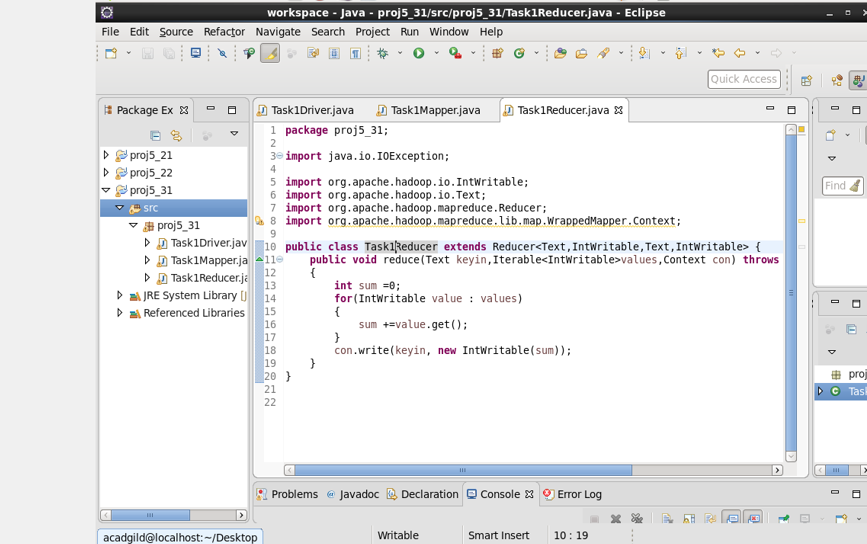 workspace - Java - proj5_31/src/proj5_31/Task1Reducer.java - Eclipse
File Edit Source Refactor Navigate Search Project Run Window Help
Quick Access
Package Ex
Task1Driver.java
Task1Mapper.java
Task1Reducer.java
proj5_21
proj5_22
proj5_31
src
proj5_31
Task1Driver.jav
Task1Mapper.ja
Task1Reducer.j
JRE System Library [
Referenced Libraries
1 package proj5_31;
2
3 import java.io.IOException;
4
5 import org.apache.hadoop.io.IntWritable;
6 import org.apache.hadoop.io.Text;
7 import org.apache.hadoop.mapreduce.Reducer;
8 import org.apache.hadoop.mapreduce.lib.map.WrappedMapper.Context;
9
10 public class Task1Reducer extends Reducer<Text,IntWritable,Text,IntWritable> {
11 public void reduce(Text keyin,Iterable<IntWritable>values,Context con) throws
12 {
13 int sum =0;
14 for(IntWritable value : values)
15 {
16 sum +=value.get();
17 }
18 con.write(keyin, new IntWritable(sum));
19 }
20 }
21
22
Find
proj
Tas
Problems Javadoc Declaration Console Error Log
Writable Smart Insert 10 : 19
acadgild@localhost:~/Desktop